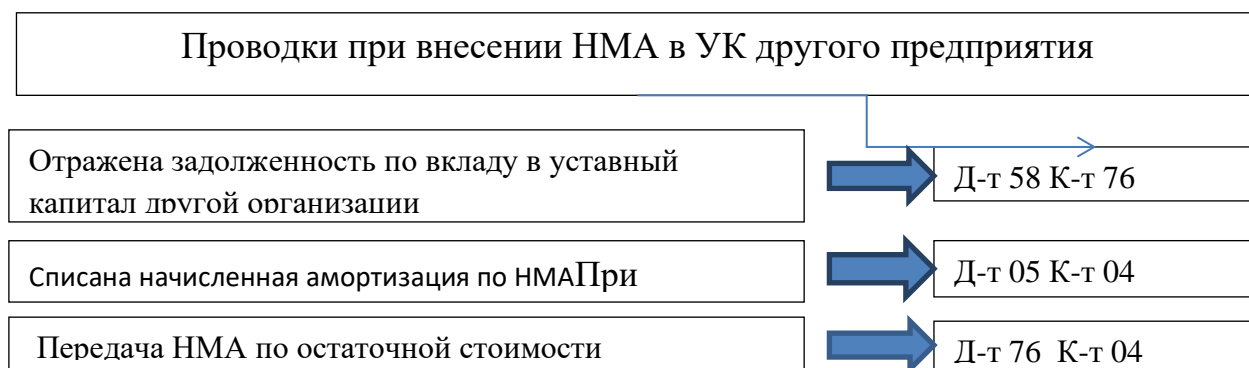 Проводки при внесении НМА в УК другого предприятия
Отражена задолженность по вкладу в уставный
капитал другой организации
Д-т 58 К-т 76
Списана начисленная амортизация по НМАПри
Д-т 05 К-т 04
Передача НМА по остаточной стоимости
Д-т 76 К-т 04